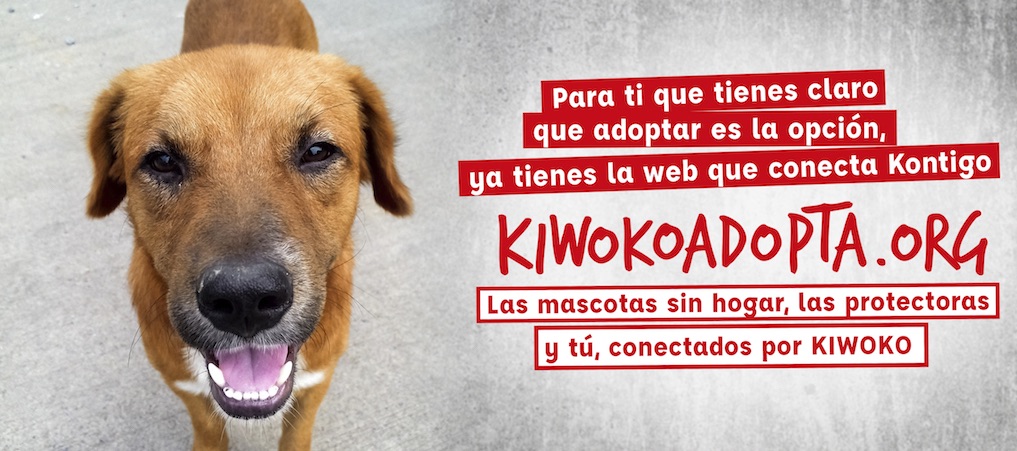 Para ti que tienes claro
que adoptar es la opción,
ya tienes la web que conecta Kontigo
KIWOKOADOPTA.ORG
Las mascotas sin hogar, las protectoras
y tú, conectados por KIWOKO